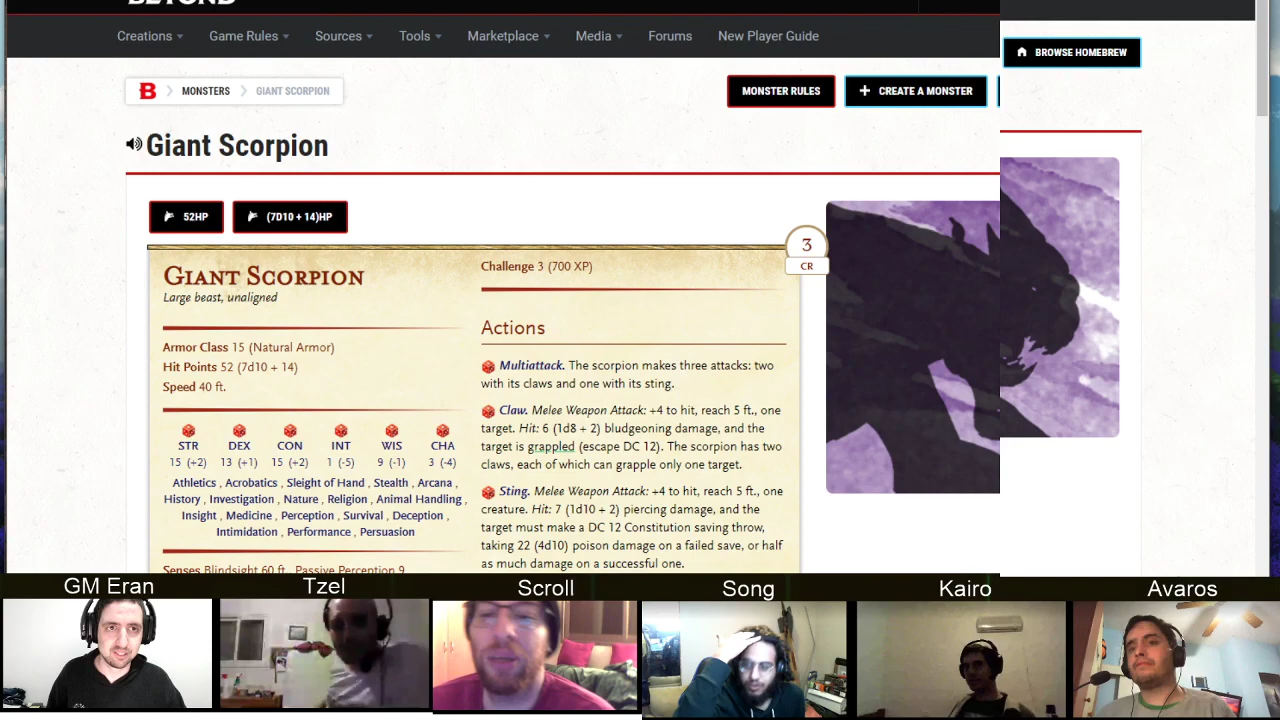 BEYOND
Creations Game Rules Sources Tools Marketplace Media Forums New Player Guide
BROWSE HOMEBREW
B MONSTERS GIANT SCORPION
MONSTER RULES
CREATE A MONSTER
Giant Scorpion
52HP
(7D10 + 14)HP
3
CR
GIANT SCORPION
Large beast, unaligned
Armor Class 15 (Natural Armor)
Hit Points 52 (7d10 + 14)
Speed 40 ft.
STR DEX CON INT WIS CHA
15 (+2) 13 (+1) 15 (+2) 1 (-5) 9 (-1) 3 (-4)
Athletics , Acrobatics , Sleight of Hand , Stealth , Arcana ,
History , Investigation , Nature , Religion , Animal Handling ,
Insight , Medicine , Perception , Survival , Deception ,
Intimidation , Performance , Persuasion
Senses Blindsight 60 ft., Passive Perception 9
Challenge 3 (700 XP)
Actions
Multiattack. The scorpion makes three attacks: two
with its claws and one with its sting.
Claw. Melee Weapon Attack: +4 to hit, reach 5 ft., one
target. Hit: 6 (1d8 + 2) bludgeoning damage, and the
target is grappled (escape DC 12). The scorpion has two
claws, each of which can grapple only one target.
Sting. Melee Weapon Attack: +4 to hit, reach 5 ft., one
creature. Hit: 7 (1d10 + 2) piercing damage, and the
target must make a DC 12 Constitution saving throw,
taking 22 (4d10) poison damage on a failed save, or half
as much damage on a successful one.
GM Eran Tzel Scroll Song Kairo Avaros